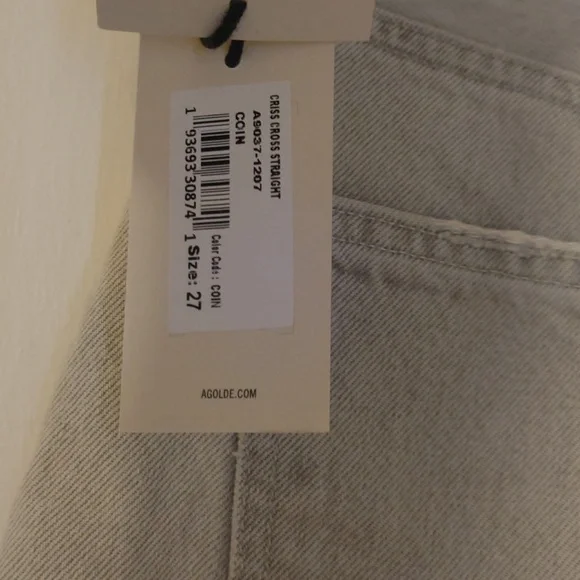 CRISS CROSS STRAIGHT
A9037-1207
COIN
1 93693 30874 1
Color Code: COIN
Size: 27
AGOLDE.COM